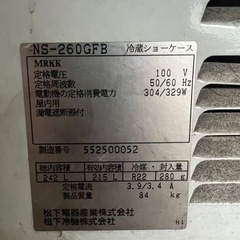 NS-260GFB 冷蔵ショーケース
MRKK
定格電圧 100 V
定格周波数 50/60 Hz
電動機の定格消費電力 304/329W
屋内用
漏電遮断器付
製造番号 552500052
総内容積 有効内容積 冷媒・封入量
242 L 215 L R22 280 g
定格電流 3.9/3.4 A
製品の質量 84 kg
松下電器産業株式会社
松下冷機株式会社